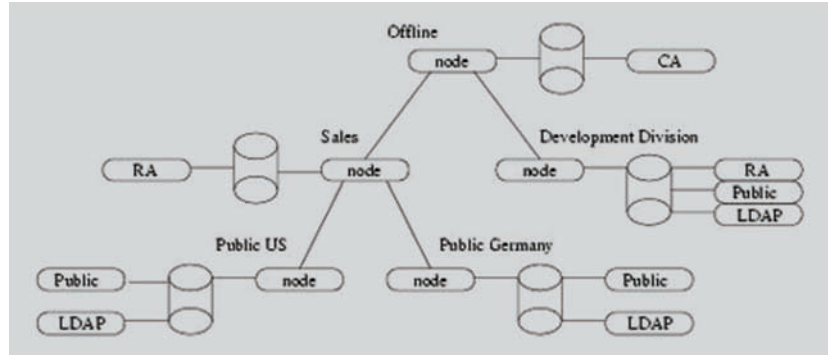 Offline
node
CA
Sales
Development Division
RA
node
node
RA
Public
LDAP
Public US
Public Germany
Public
node
node
Public
LDAP
LDAP